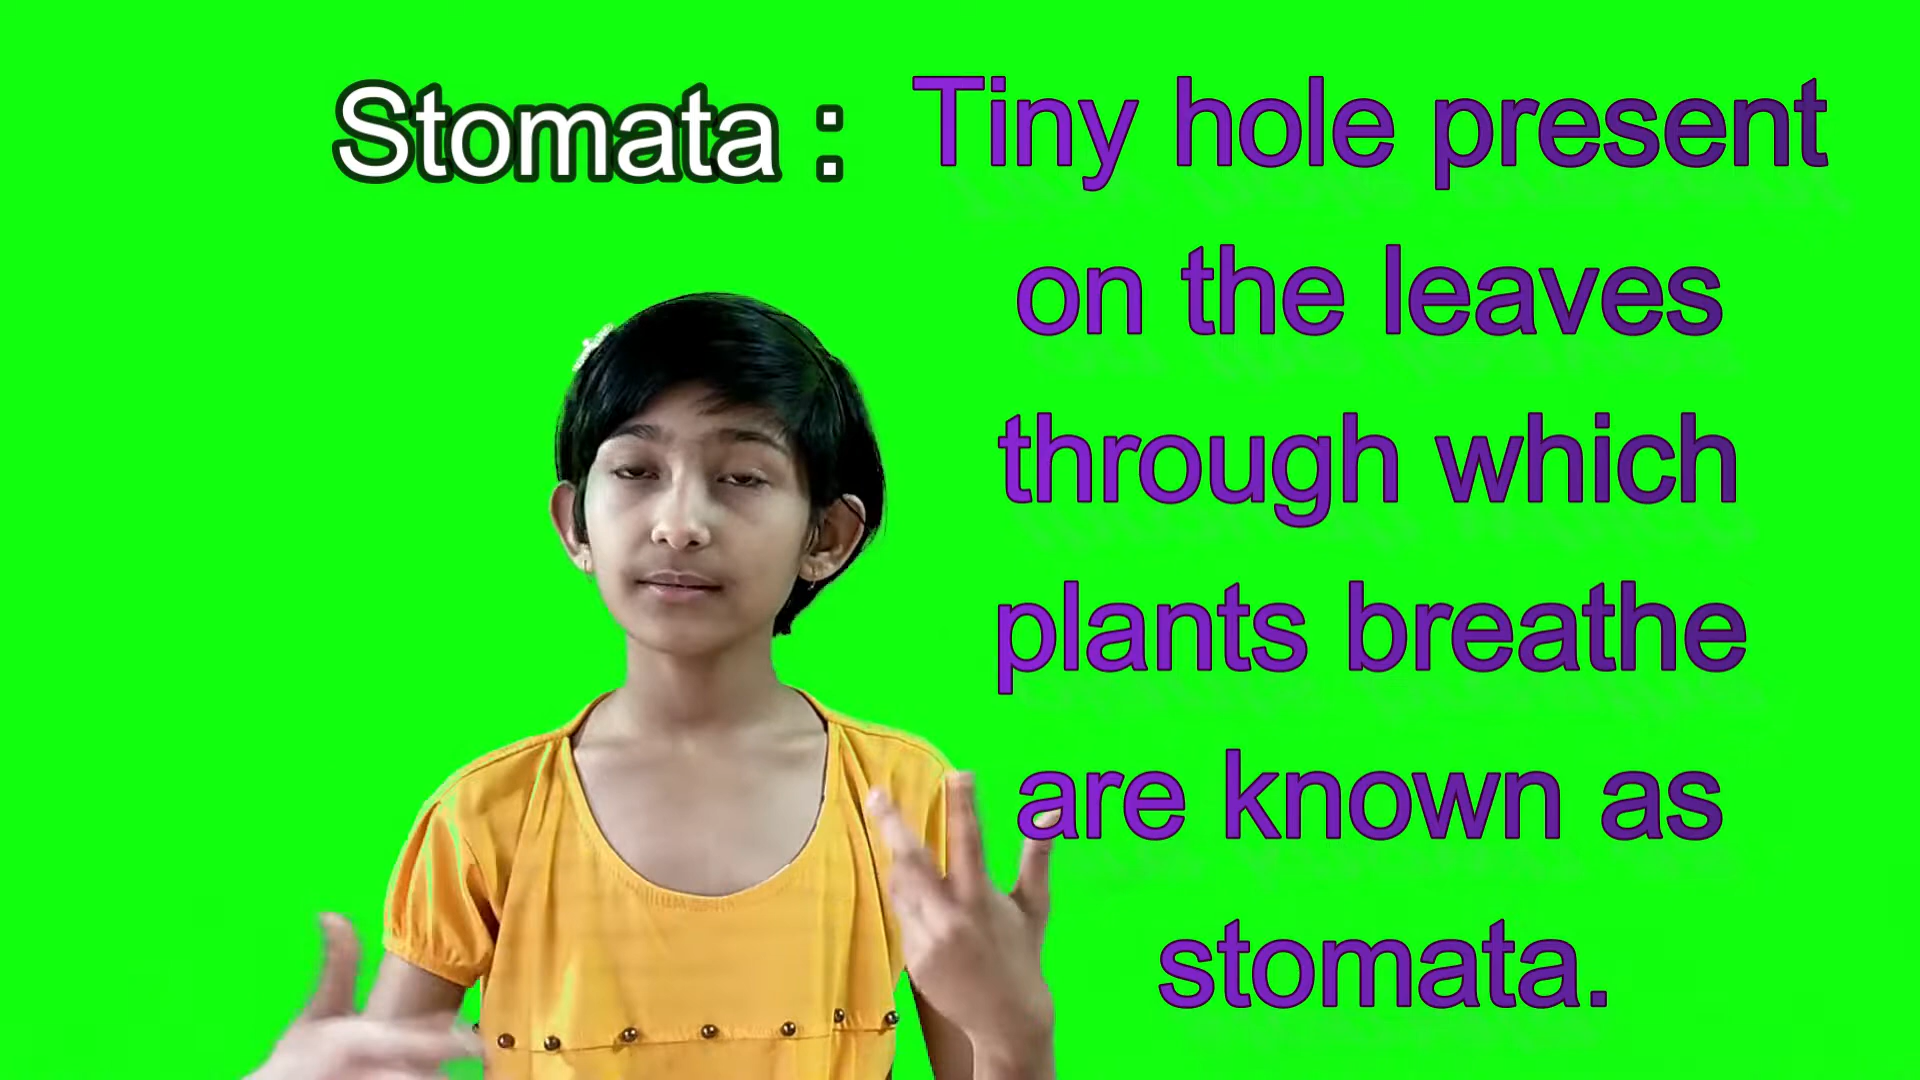 Stomata :
Tiny hole present
on the leaves
through which
plants breathe
are known as
stomata.